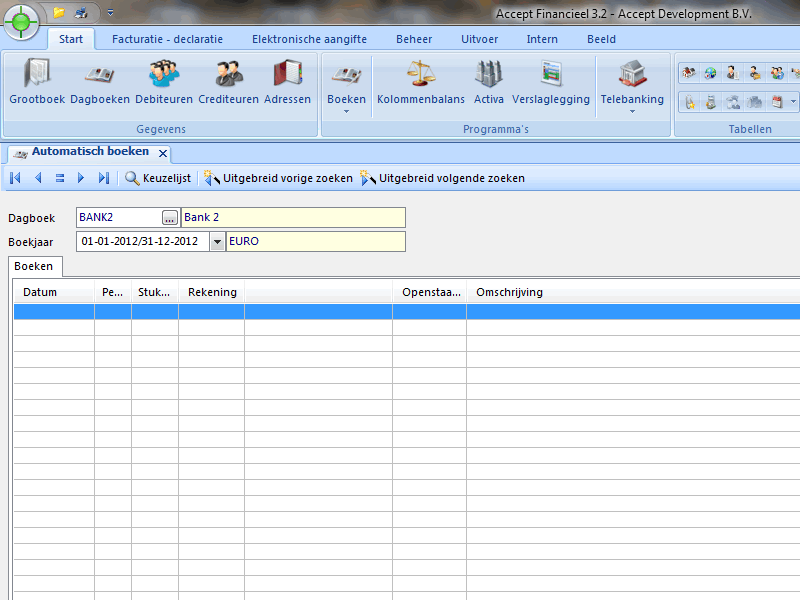 Accept Financieel 3.2 - Accept Development B.V.
Start Facturatie - declaratie Elektronische aangifte Beheer Uitvoer Intern Beeld
Grootboek Dagboeken Debiteuren Crediteuren Adressen Boeken Kolommenbalans Activa Verslaglegging Telebanking
Gegevens Programma's Tabellen
Automatisch boeken
Keuzelijst Uitgebreid vorige zoeken Uitgebreid volgende zoeken
Dagboek BANK2 ... Bank 2
Boekjaar 01-01-2012/31-12-2012 EURO
Boeken
Datum Pe... Stuk... Rekening Openstaa... Omschrijving